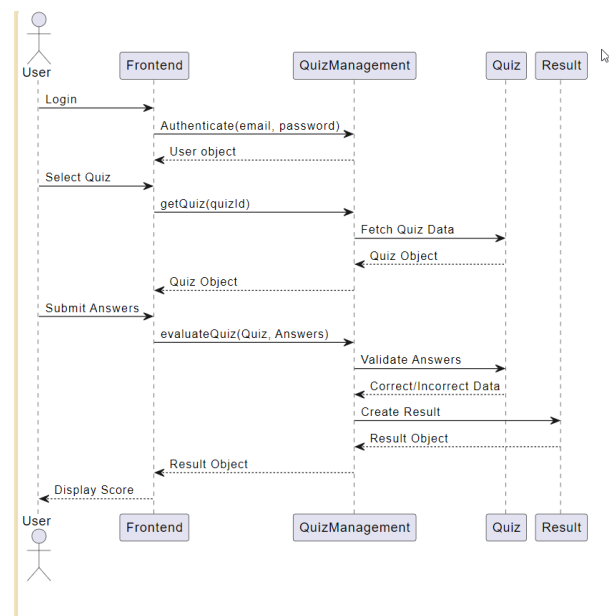 User
Frontend
QuizManagement
Quiz
Result
Login
Authenticate(email, password)
User object
Select Quiz
getQuiz(quizId)
Fetch Quiz Data
Quiz Object
Quiz Object
Submit Answers
evaluateQuiz(Quiz, Answers)
Validate Answers
Correct/Incorrect Data
Create Result
Result Object
Result Object
Display Score
User
Frontend
QuizManagement
Quiz
Result